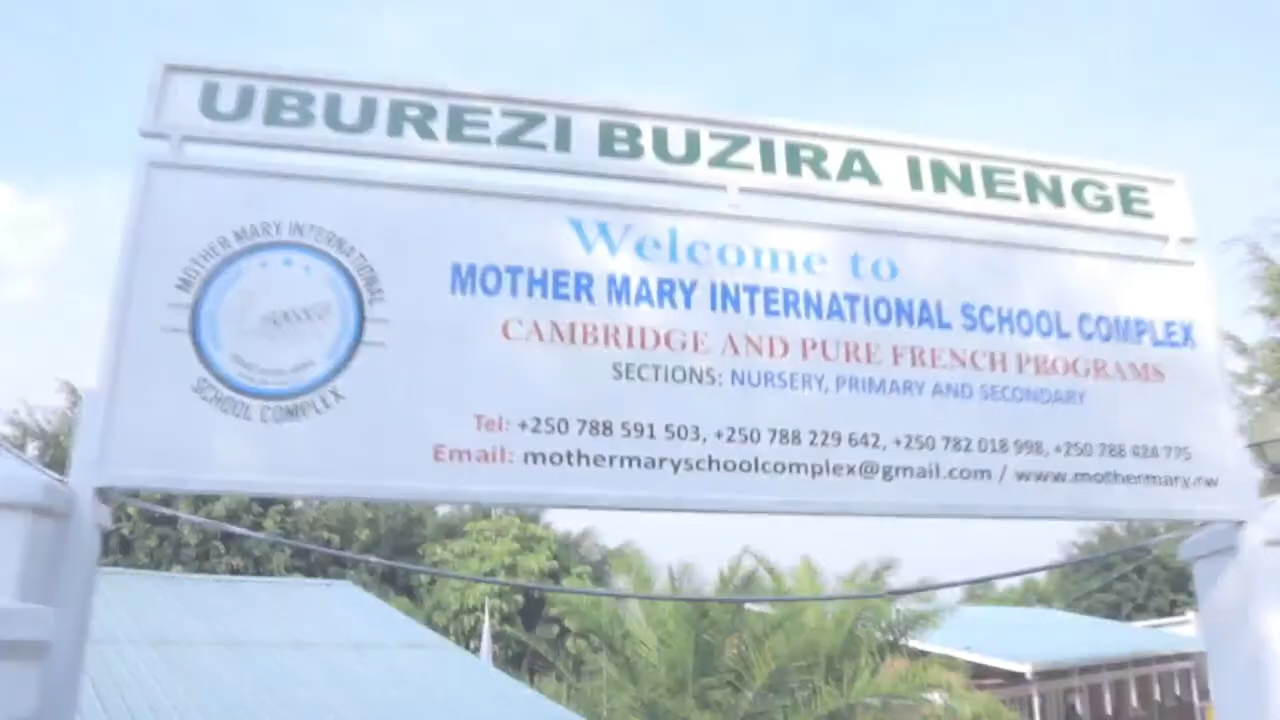 UBUREZI BUZIRA INENGE
MOTHER MARY INTERNATIONAL
SCHOOL COMPLEX
Welcome to
MOTHER MARY INTERNATIONAL SCHOOL COMPLEX
CAMBRIDGE AND PURE FRENCH PROGRAMS
SECTIONS: NURSERY, PRIMARY AND SECONDARY
Tel: +250 788 591 503, +250 788 229 642, +250 782 018 998, +250 788
Email: mothermaryschoolcomplex@gmail.com / www.mothermary.rw